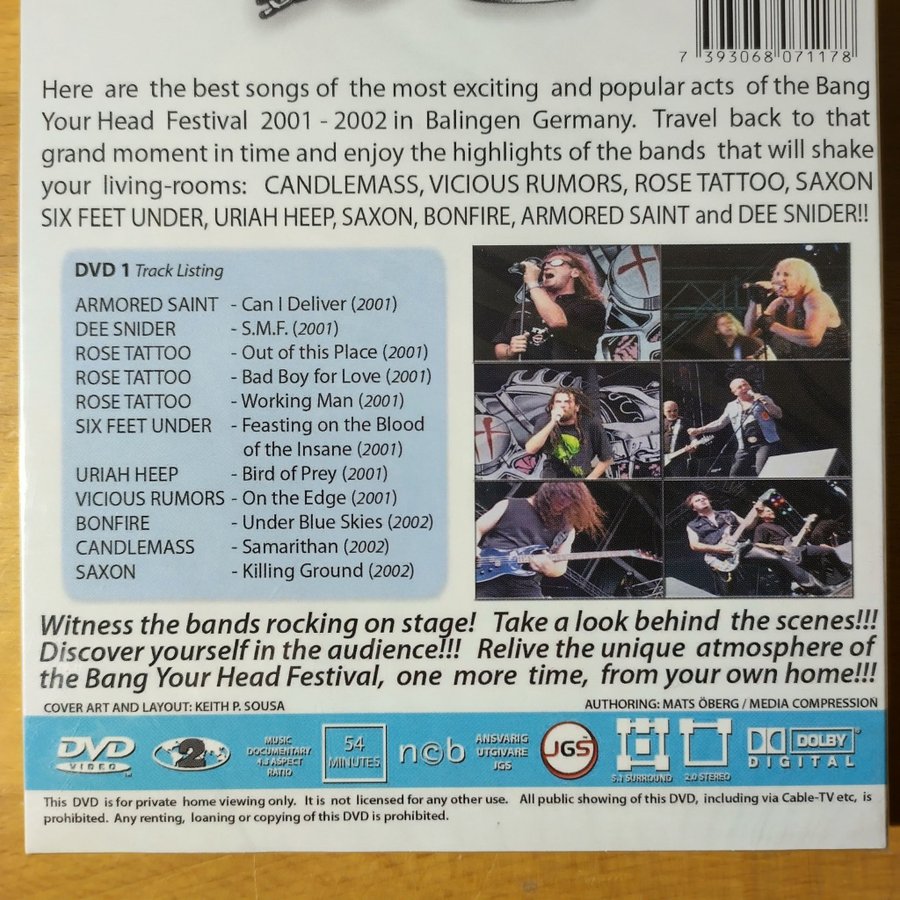 7 393068 071178
Here are the best songs of the most exciting and popular acts of the Bang
Your Head Festival 2001 - 2002 in Balingen Germany. Travel back to that
grand moment in time and enjoy the highlights of the bands that will shake
your living-rooms: CANDLEMASS, VICIOUS RUMORS, ROSE TATTOO, SAXON
SIX FEET UNDER, URIAH HEEP, SAXON, BONFIRE, ARMORED SAINT and DEE SNIDER!!
DVD 1 Track Listing
ARMORED SAINT - Can I Deliver (2001)
DEE SNIDER - S.M.F. (2001)
ROSE TATTOO - Out of this Place (2001)
ROSE TATTOO - Bad Boy for Love (2001)
ROSE TATTOO - Working Man (2001)
SIX FEET UNDER - Feasting on the Blood
of the Insane (2001)
URIAH HEEP - Bird of Prey (2001)
VICIOUS RUMORS - On the Edge (2001)
BONFIRE - Under Blue Skies (2002)
CANDLEMASS - Samarithan (2002)
SAXON - Killing Ground (2002)
Witness the bands rocking on stage! Take a look behind the scenes!!!
Discover yourself in the audience!!! Relive the unique atmosphere of
the Bang Your Head Festival, one more time, from your own home!!!
COVER ART AND LAYOUT: KEITH P. SOUSA
AUTHORING: MATS ÖBERG / MEDIA COMPRESSION
DVD
VIDEO
2
MUSIC
DOCUMENTARY
4:3 ASPECT
RATIO
54
MINUTES
ncb
ANSVARIG
UTGIVARE
JGS
JGS
5.1 SURROUND
2.0 STEREO
DOLBY
DIGITAL
This DVD is for private home viewing only. It is not licensed for any other use. All public showing of this DVD, including via Cable-TV etc, is
prohibited. Any renting, loaning or copying of this DVD is prohibited.